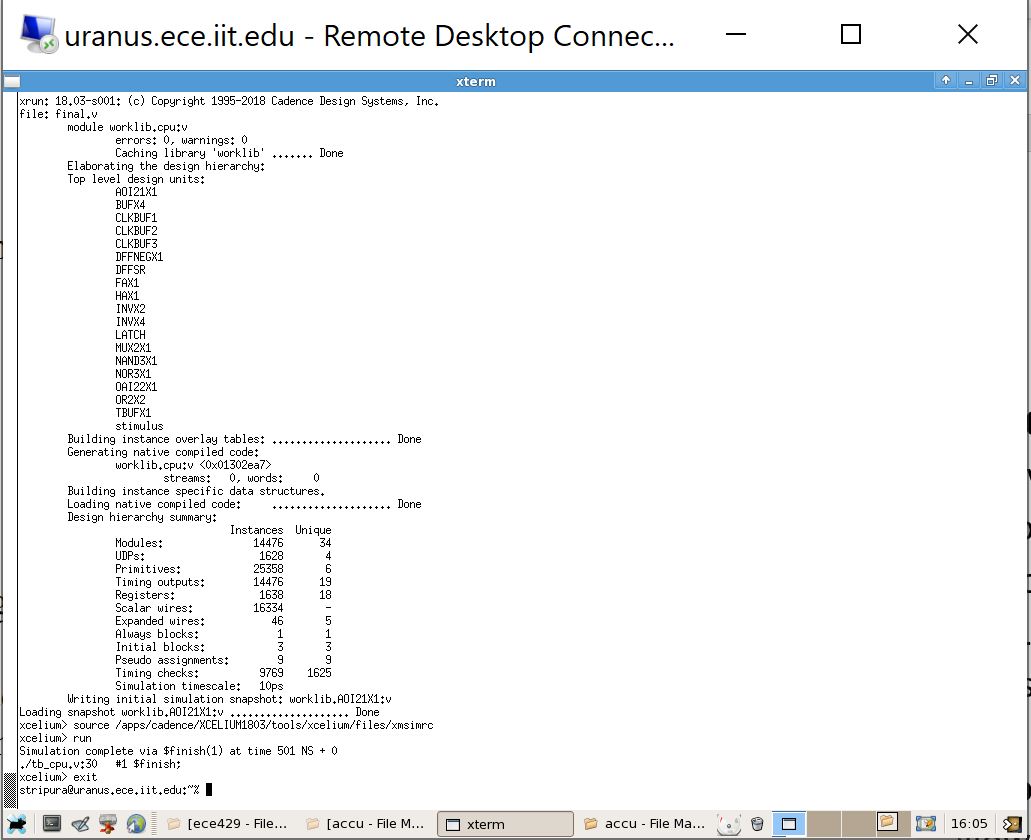 uranus.ece.iit.edu - Remote Desktop Connec...
xterm
xrun: 18.03-s001: (c) Copyright 1995-2018 Cadence Design Systems, Inc.
file: final.v
module worklib.cpu:v
errors: 0, warnings: 0
Caching library 'worklib' ....... Done
Elaborating the design hierarchy:
Top level design units:
AOI21X1
BUFX4
CLKBUF1
CLKBUF2
CLKBUF3
DFFNEGX1
DFFSR
FAX1
HAX1
INVX2
INVX4
LATCH
MUX2X1
NAND3X1
NOR3X1
OAI22X1
OR2X2
TBUFX1
stimulus
Building instance overlay tables: .................... Done
Generating native compiled code:
worklib.cpu:v <0x01302ea7>
streams: 0, words: 0
Building instance specific data structures.
Loading native compiled code: .................... Done
Design hierarchy summary:
Instances Unique
Modules: 14476 34
UDPs: 1628 4
Primitives: 25358 6
Timing outputs: 14476 19
Registers: 1638 18
Scalar wires: 16334 -
Expanded wires: 46 5
Always blocks: 1 1
Initial blocks: 3 3
Pseudo assignments: 9 9
Timing checks: 9769 1625
Simulation timescale: 10ps
Writing initial simulation snapshot: worklib.AOI21X1:v
Loading snapshot worklib.AOI21X1:v .................... Done
xcelium> source /apps/cadence/XCELIUM1803/tools/xcelium/files/xmsimrc
xcelium> run
Simulation complete via $finish(1) at time 501 NS + 0
./tb_cpu.v:30 #1 $finish;
xcelium> exit
stripura@uranus.ece.iit.edu:~%
[ece429 - File... [accu - File M... xterm accu - File Ma... 16:05